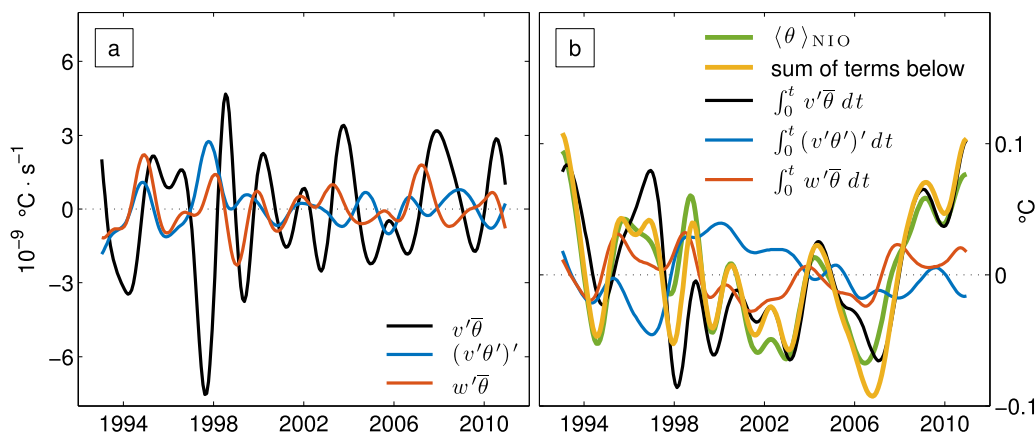 a
6
3
0
−3
−6
10⁻⁹ °C · s⁻¹
1994 1998 2002 2006 2010
v′θ̅
(v′θ′)′
w′θ̅
b
⟨θ⟩NIO
sum of terms below
∫₀ᵗ v′θ̅ dt
∫₀ᵗ (v′θ′)′ dt
∫₀ᵗ w′θ̅ dt
0.1
0
−0.1
°C
1994 1998 2002 2006 2010